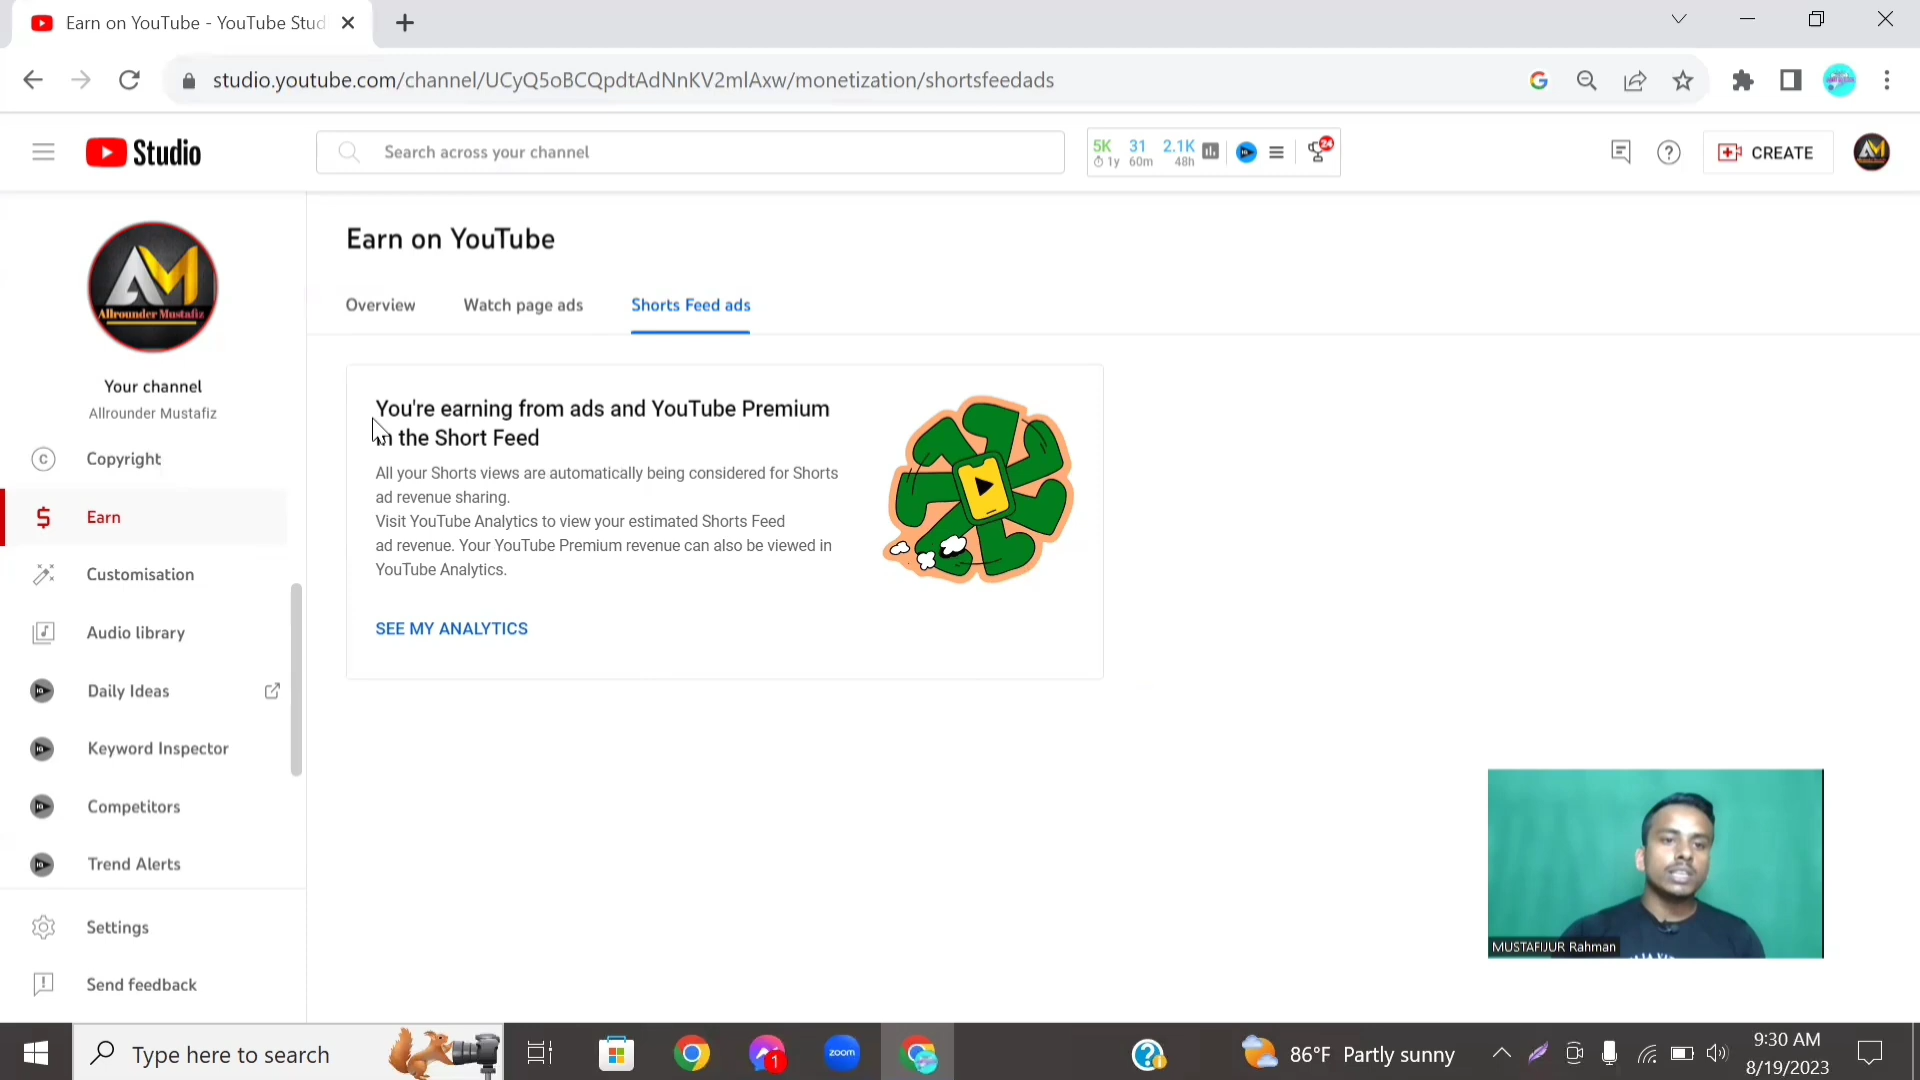 Earn on YouTube - YouTube Stud
studio.youtube.com/channel/UCyQ5oBCQpdtAdNnKV2mlAxw/monetization/shortsfeedads
Studio
Search across your channel
5K 31 2.1K
1y 60m 48h
24
CREATE
AM
Allrounder Mustafiz
Your channel
Allrounder Mustafiz
Copyright
Earn
Customisation
Audio library
Daily Ideas
Keyword Inspector
Competitors
Trend Alerts
Settings
Send feedback
Earn on YouTube
Overview Watch page ads Shorts Feed ads
You're earning from ads and YouTube Premium
in the Short Feed
All your Shorts views are automatically being considered for Shorts
ad revenue sharing.
Visit YouTube Analytics to view your estimated Shorts Feed
ad revenue. Your YouTube Premium revenue can also be viewed in
YouTube Analytics.
SEE MY ANALYTICS
MUSTAFIJUR Rahman
Type here to search
1
zoom
86°F Partly sunny
9:30 AM
8/19/2023